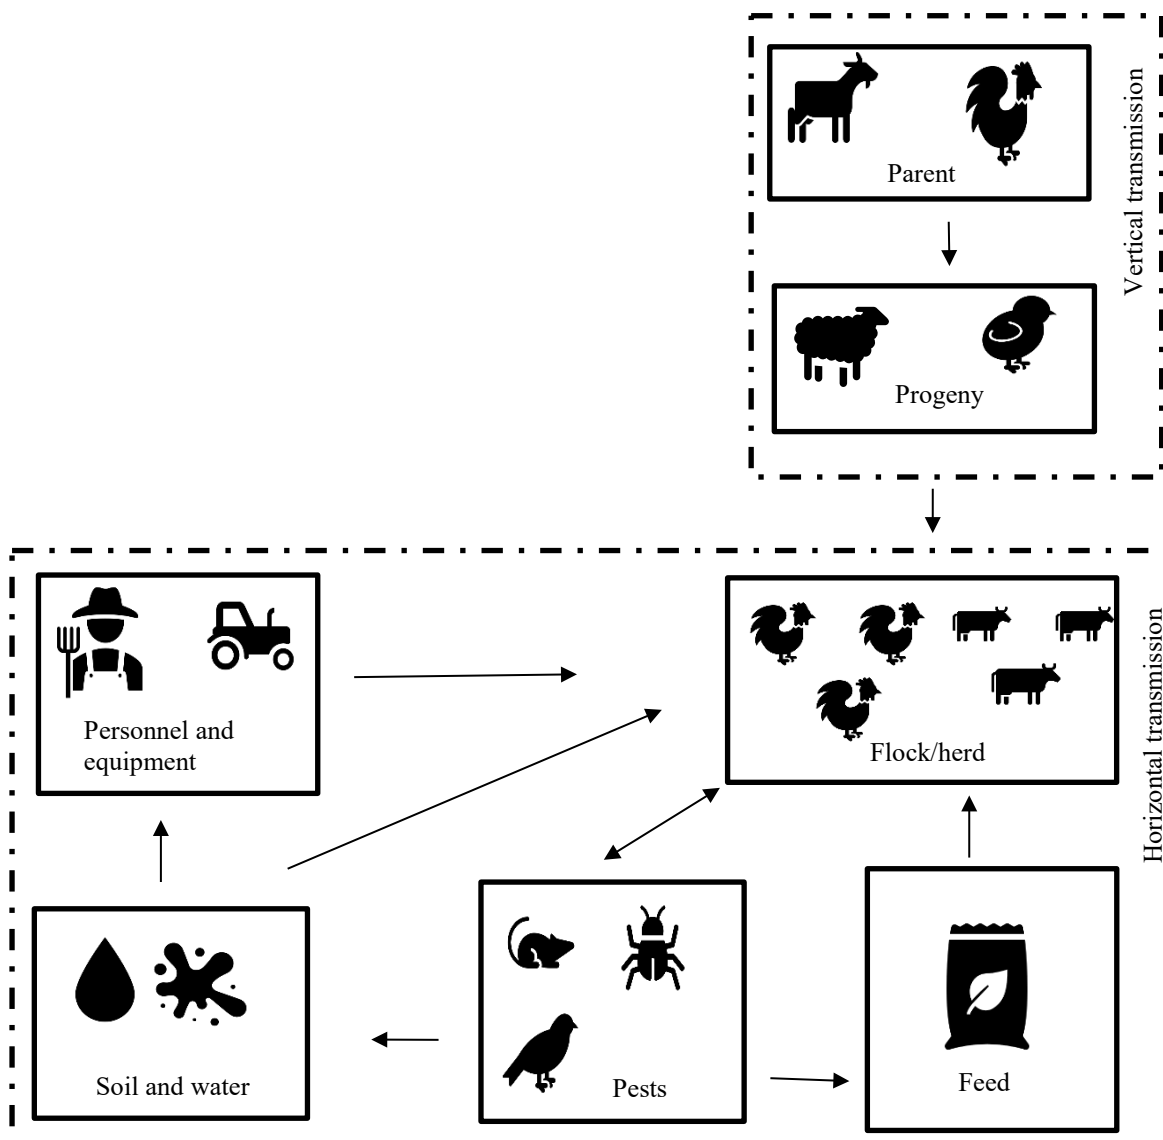 Parent
Vertical transmission
Progeny
Personnel and
equipment
Flock/herd
Horizontal transmission
Soil and water
Pests
Feed